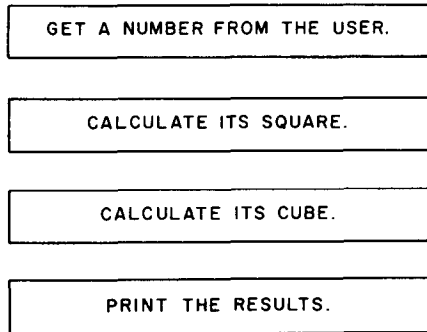 GET A NUMBER FROM THE USER.
CALCULATE ITS SQUARE.
CALCULATE ITS CUBE.
PRINT THE RESULTS.